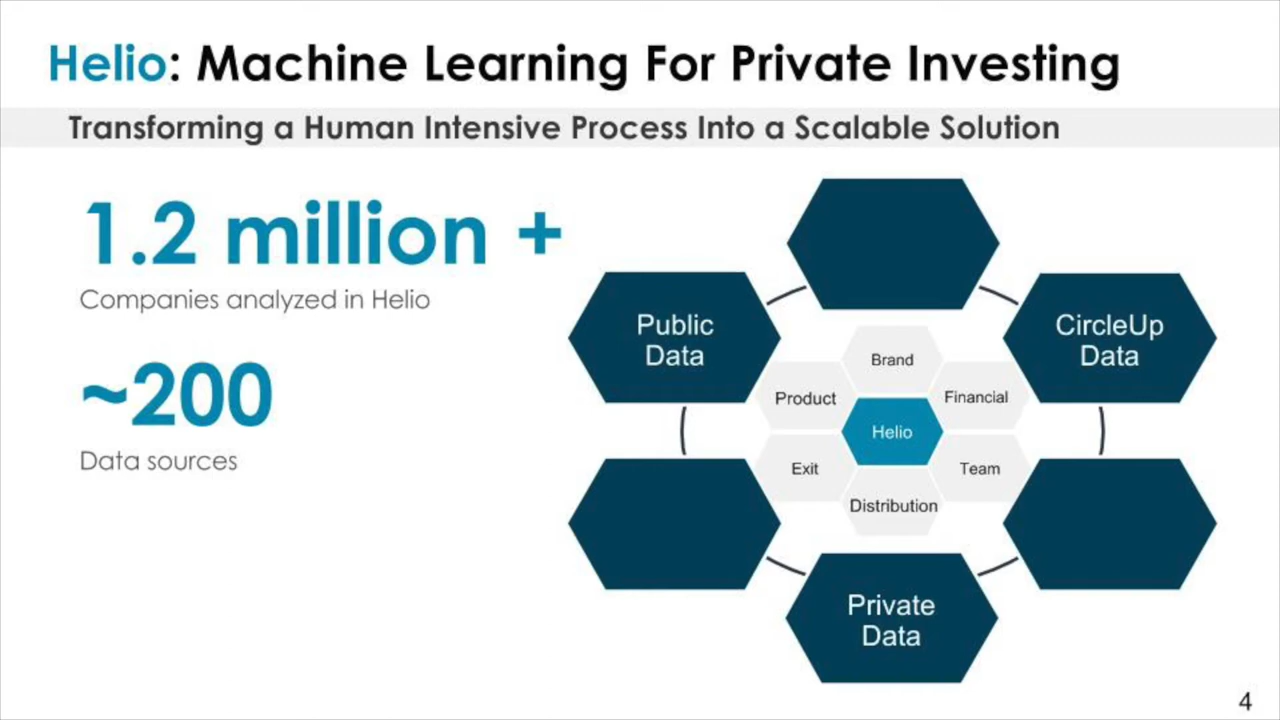 Helio: Machine Learning For Private Investing
Transforming a Human Intensive Process Into a Scalable Solution
1.2 million +
Companies analyzed in Helio
~200
Data sources
Public
Data
CircleUp
Data
Brand
Product
Financial
Helio
Exit
Team
Distribution
Private
Data
4